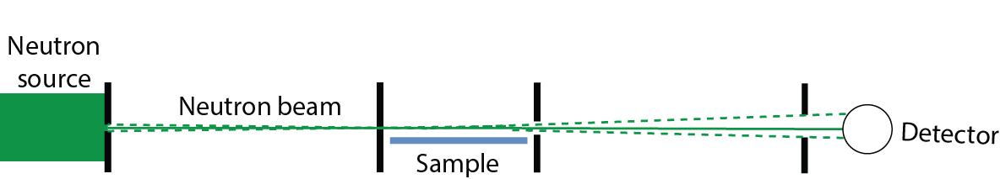 Neutron
source
Neutron beam
Sample
Detector